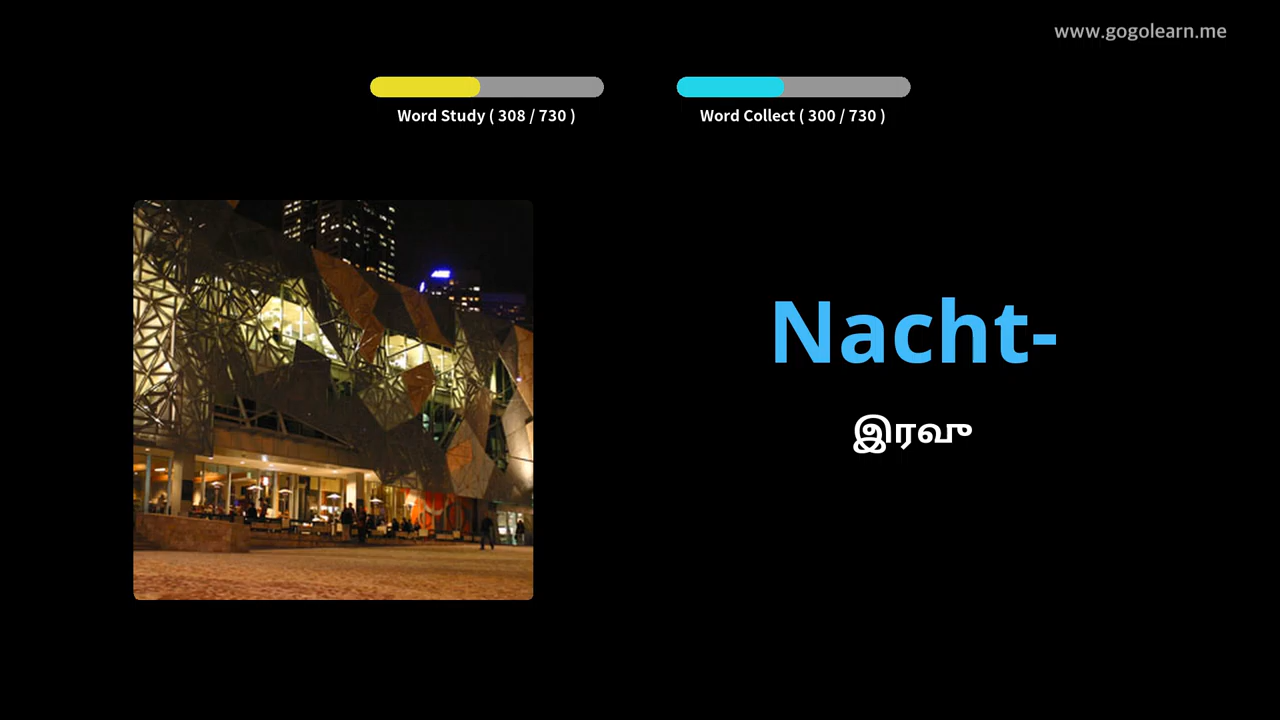 www.gogolearn.me
Word Study ( 308 / 730 )
Word Collect ( 300 / 730 )
Nacht-
இரவு